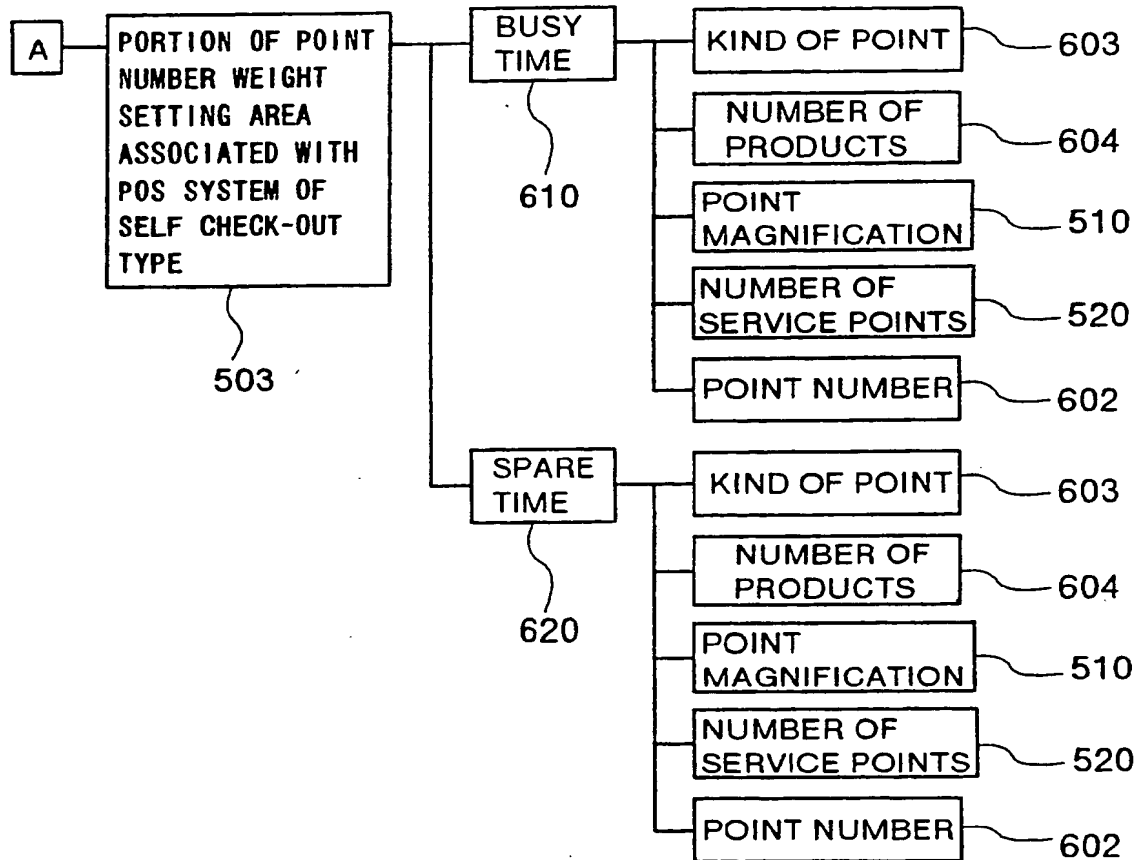 A
PORTION OF POINT
NUMBER WEIGHT
SETTING AREA
ASSOCIATED WITH
POS SYSTEM OF
SELF CHECK-OUT
TYPE
503
BUSY
TIME
610
KIND OF POINT
603
NUMBER OF
PRODUCTS
604
POINT
MAGNIFICATION
510
NUMBER OF
SERVICE POINTS
520
POINT NUMBER
602
SPARE
TIME
620
KIND OF POINT
603
NUMBER OF
PRODUCTS
604
POINT
MAGNIFICATION
510
NUMBER OF
SERVICE POINTS
520
POINT NUMBER
602